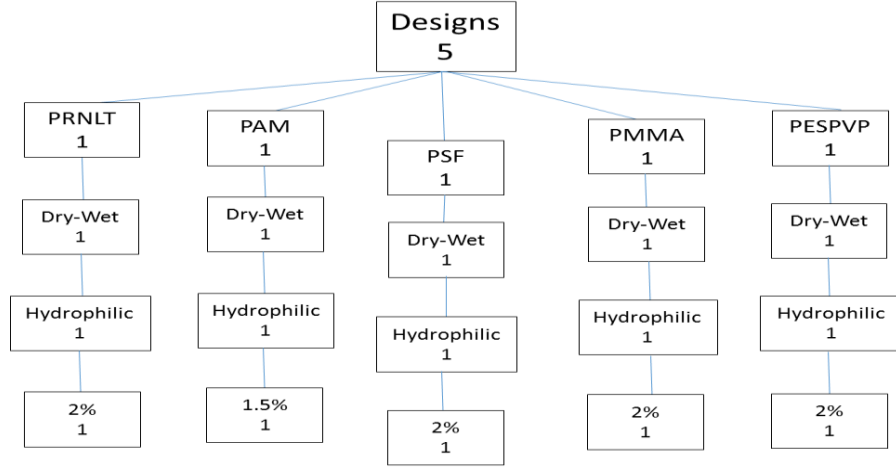 Designs
5
PRNLT
1
PAM
1
PSF
1
PMMA
1
PESPVP
1
Dry-Wet
1
Dry-Wet
1
Dry-Wet
1
Dry-Wet
1
Dry-Wet
1
Hydrophilic
1
Hydrophilic
1
Hydrophilic
1
Hydrophilic
1
Hydrophilic
1
2%
1
1.5%
1
2%
1
2%
1
2%
1